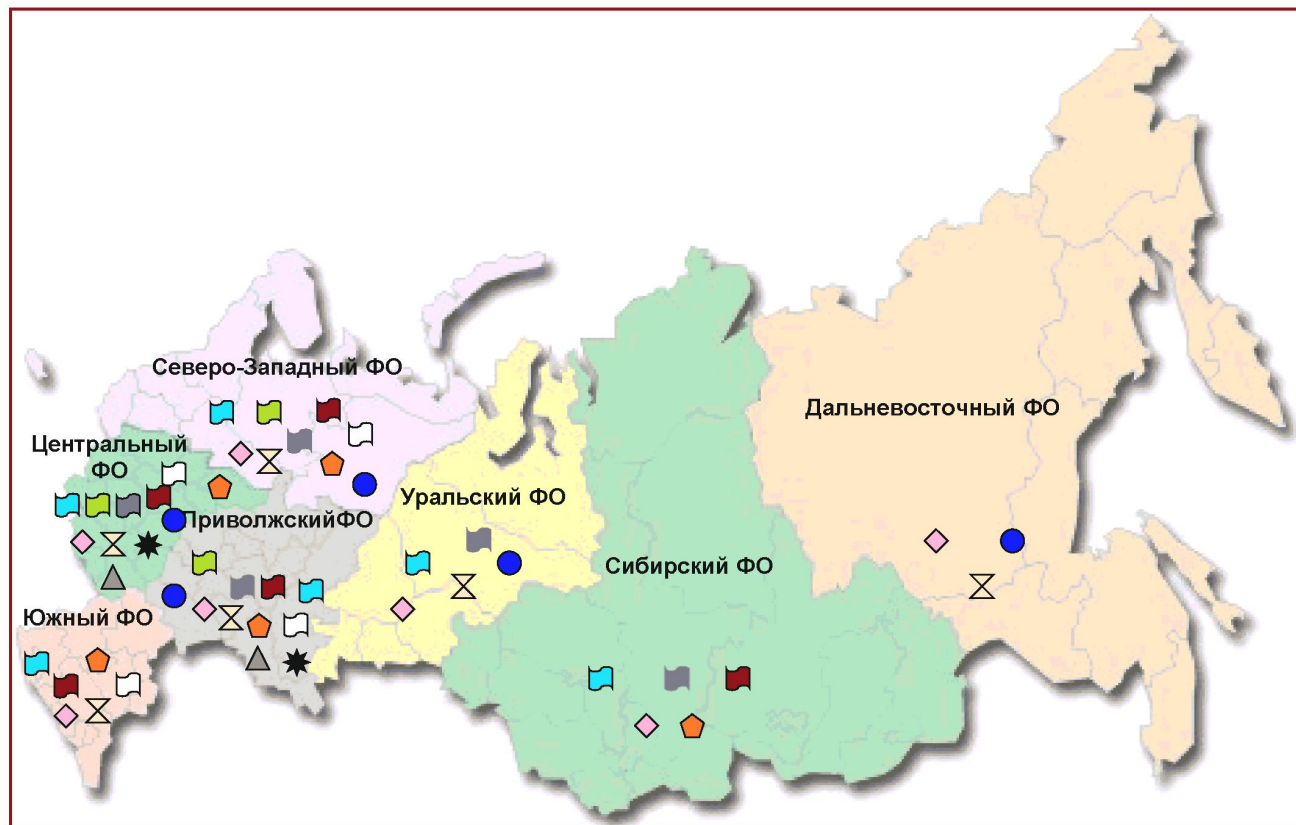 Северо-Западный ФО
Дальневосточный ФО
Центральный
ФО
Уральский ФО
ПриволжскийФО
Сибирский ФО
Южный ФО